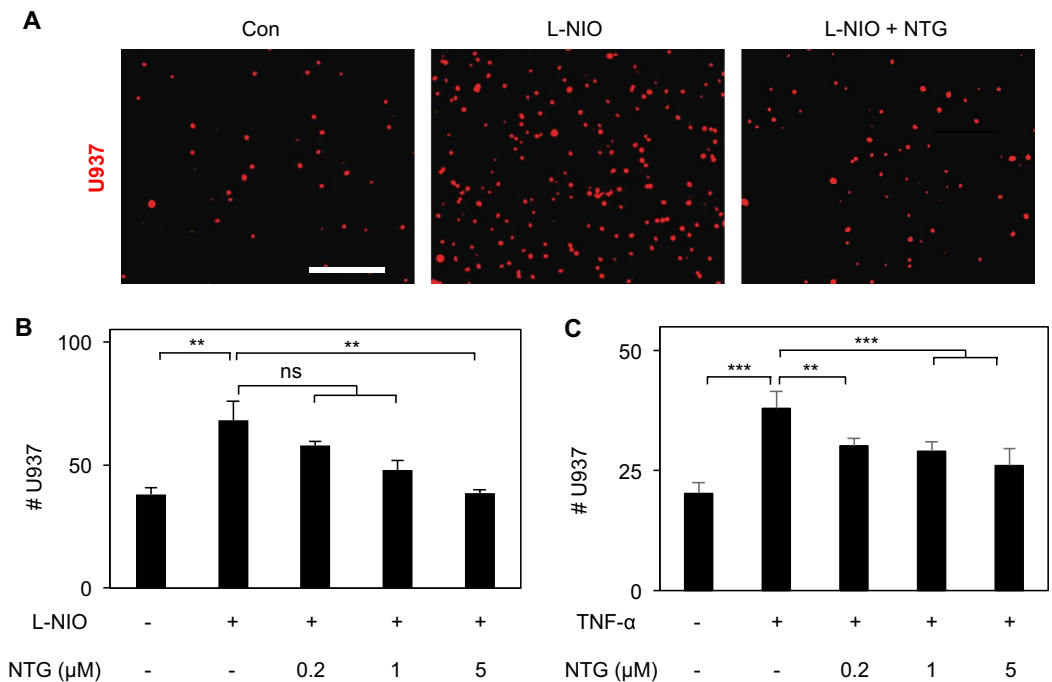 A
Con
L-NIO
L-NIO + NTG
U937
B
100
50
0
# U937
**
**
ns
L-NIO - + + + +
NTG (µM) - - 0.2 1 5
C
50
25
0
# U937
***
***
**
TNF-α - + + + +
NTG (µM) - - 0.2 1 5